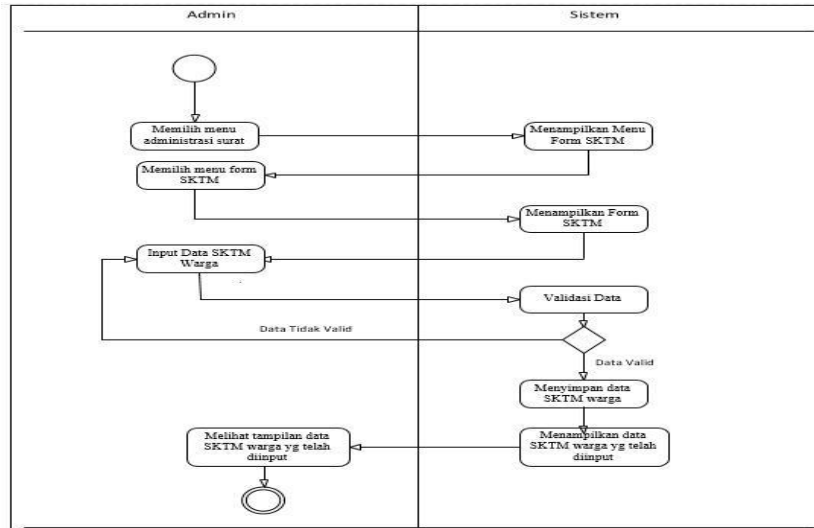 Admin
Sistem
Memilih menu
administrasi surat
Menampilkan Menu
Form SKTM
Memilih menu form
SKTM
Menampilkan Form
SKTM
Input Data SKTM
Warga
Validasi Data
Data Tidak Valid
Data Valid
Menyimpan data
SKTM warga
Menampilkan data
SKTM warga yg telah
diinput
Melihat tampilan data
SKTM warga yg telah
diinput